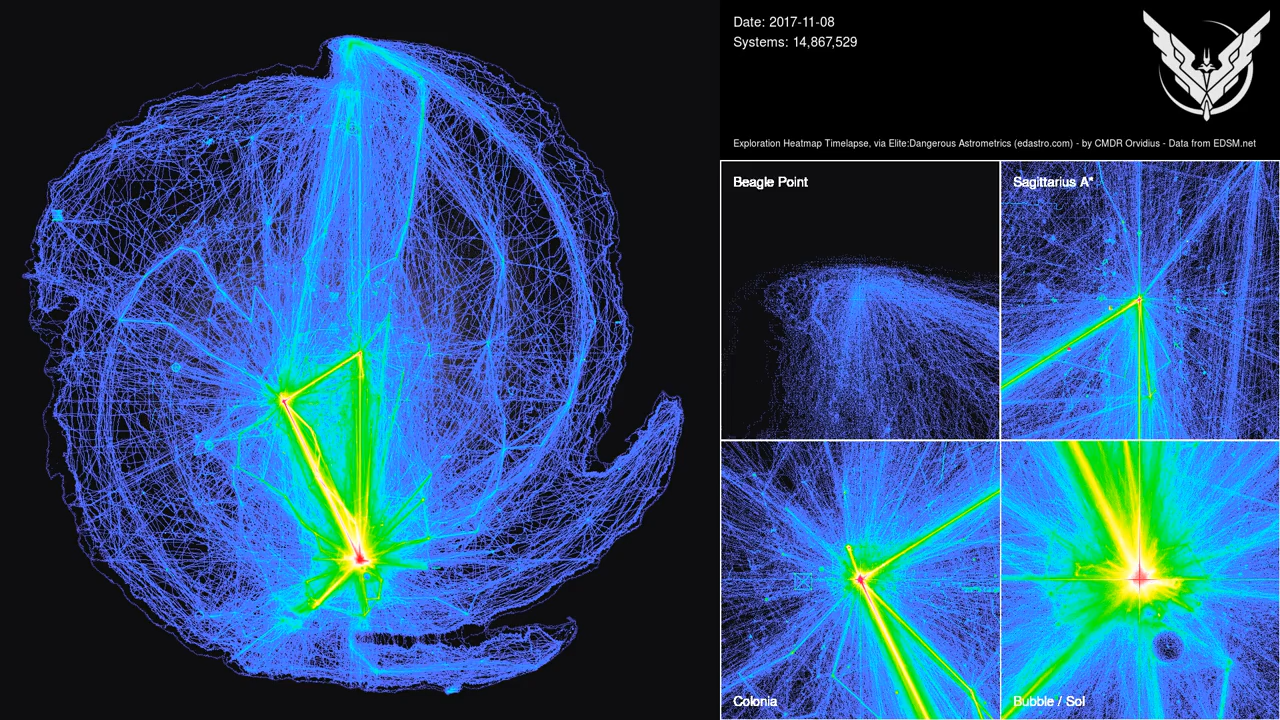 Date: 2017-11-08
Systems: 14,867,529
Exploration Heatmap Timelapse, via Elite:Dangerous Astrometrics (edastro.com) - by CMDR Orvidius - Data from EDSM.net
Beagle Point
Sagittarius A*
Colonia
Bubble / Sol